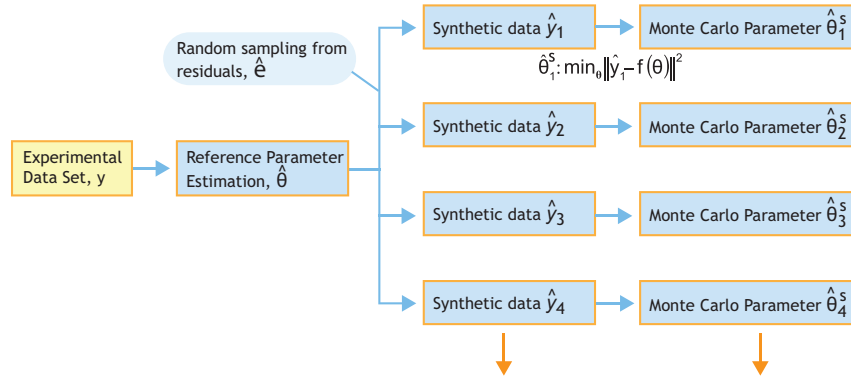 Synthetic data ŷ₁
Monte Carlo Parameter θ̂₁ˢ
Random sampling from
residuals, ê
θ̂₁ˢ: min_θ‖ŷ₁–f(θ)‖²
Synthetic data ŷ₂
Monte Carlo Parameter θ̂₂ˢ
Experimental
Data Set, y
Reference Parameter
Estimation, θ̂
Synthetic data ŷ₃
Monte Carlo Parameter θ̂₃ˢ
Synthetic data ŷ₄
Monte Carlo Parameter θ̂₄ˢ